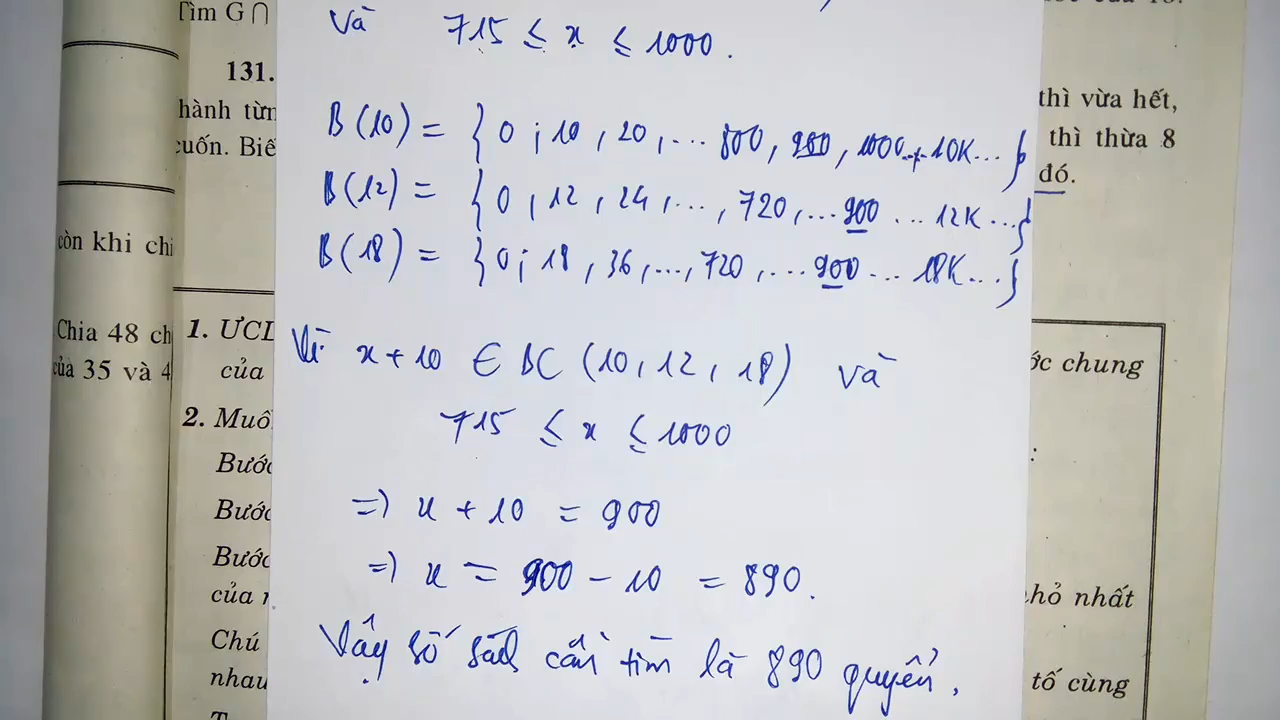 Tìm G ∩
và 715 ≤ x ≤ 1000.
131.
hành từn
thì vừa hết,
cuốn. Biế
thì thừa 8
đó.
B(10) = { 0 ; 10 , 20 , ... 800, 900, 1000...+ 10K... }
B(12) = { 0 , 12 , 24 , ... , 720 , ... 900 ... 12K ... }
B(18) = { 0 ; 18 , 36 , ... , 720 , ... 900 ... 18K ... }
còn khi chi
Chia 48 ch
của 35 và 4
1. ƯCL
của
ớc chung
2. Muố
Bước
Bước
Bước
của
hỏ nhất
Chú
nhau
tố cùng
Vì x + 10 ∈ BC (10, 12, 18) và
715 ≤ x ≤ 1000
=> x + 10 = 900
=> x = 900 - 10 = 890.
Vậy số sách cần tìm là 890 quyển.